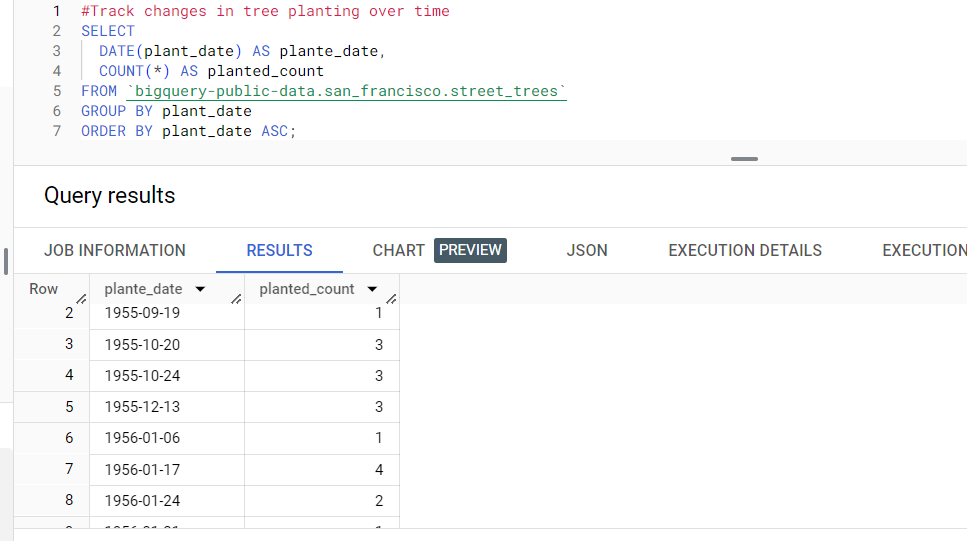 1 #Track changes in tree planting over time
2 SELECT
3 DATE(plant_date) AS plante_date,
4 COUNT(*) AS planted_count
5 FROM `bigquery-public-data.san_francisco.street_trees`
6 GROUP BY plant_date
7 ORDER BY plant_date ASC;
Query results
JOB INFORMATION RESULTS CHART PREVIEW JSON EXECUTION DETAILS EXECUTION
Row plante_date planted_count
2 1955-09-19 1
3 1955-10-20 3
4 1955-10-24 3
5 1955-12-13 3
6 1956-01-06 1
7 1956-01-17 4
8 1956-01-24 2